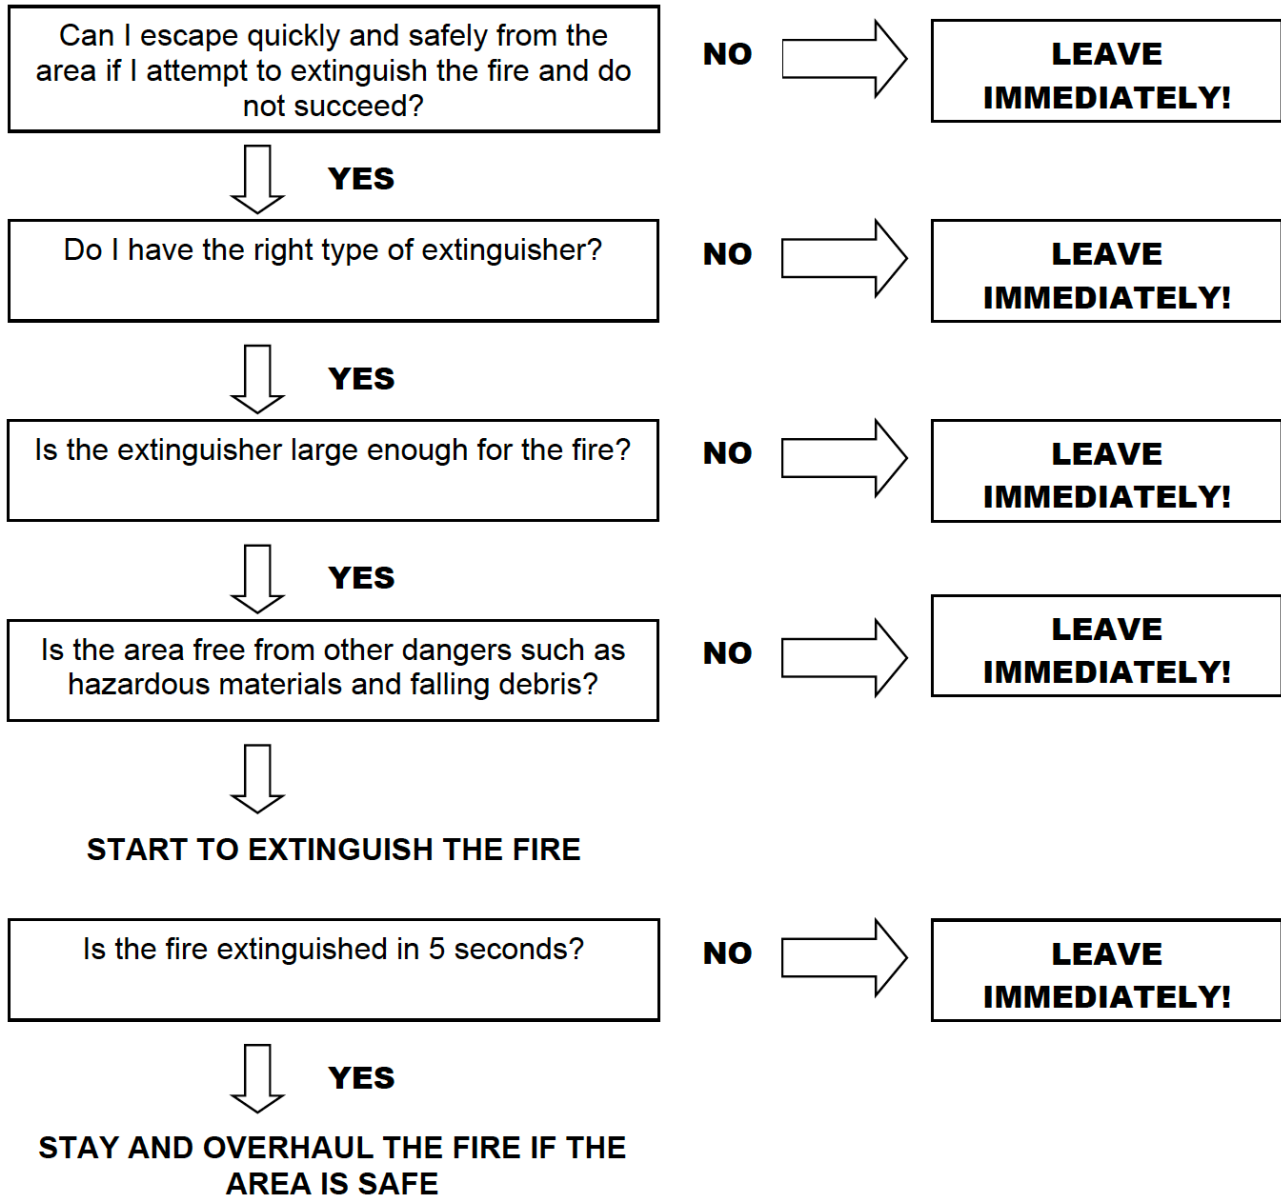 Can I escape quickly and safely from the
area if I attempt to extinguish the fire and do
not succeed?
NO
LEAVE
IMMEDIATELY!
YES
Do I have the right type of extinguisher?
NO
LEAVE
IMMEDIATELY!
YES
Is the extinguisher large enough for the fire?
NO
LEAVE
IMMEDIATELY!
YES
Is the area free from other dangers such as
hazardous materials and falling debris?
NO
LEAVE
IMMEDIATELY!
START TO EXTINGUISH THE FIRE
Is the fire extinguished in 5 seconds?
NO
LEAVE
IMMEDIATELY!
YES
STAY AND OVERHAUL THE FIRE IF THE
AREA IS SAFE